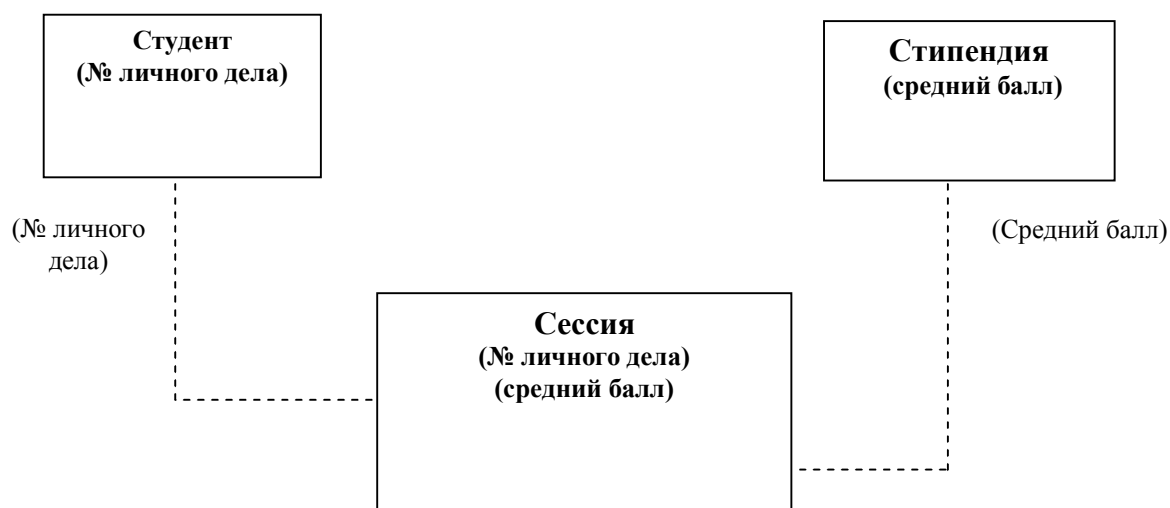 Студент
(№ личного дела)
Стипендия
(средний балл)
(№ личного
дела)
(Средний балл)
Сессия
(№ личного дела)
(средний балл)